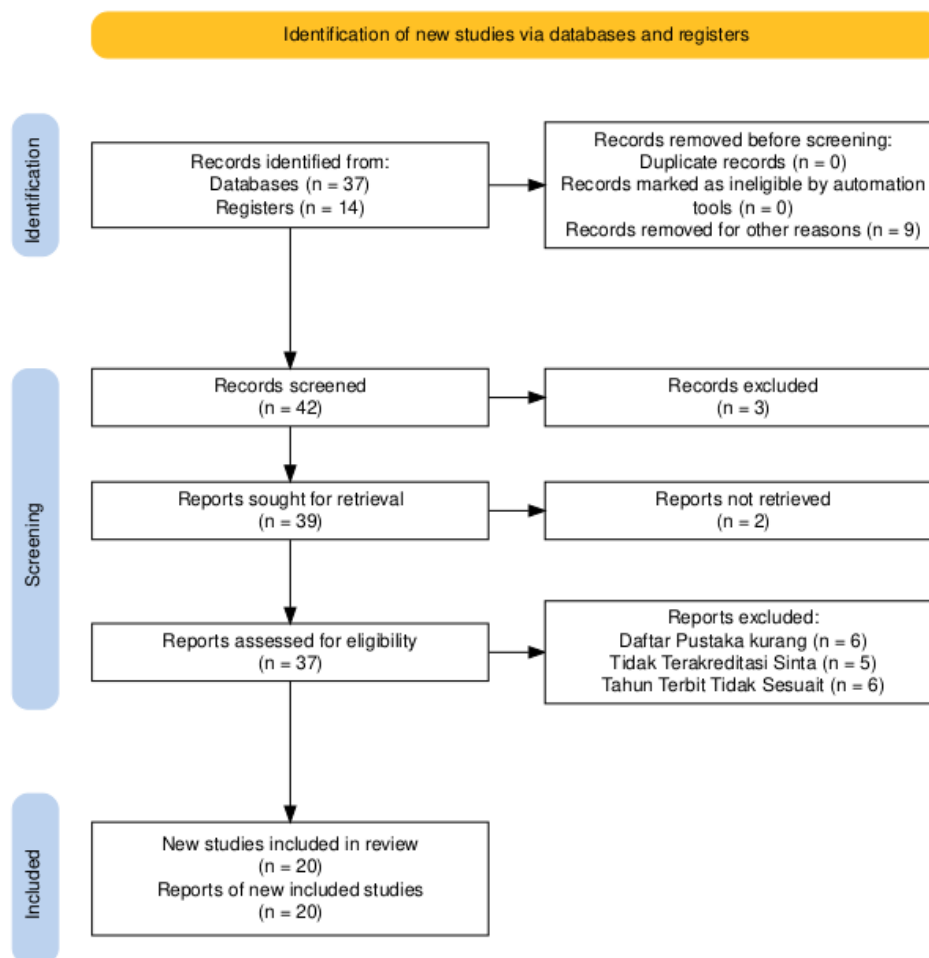 Identification of new studies via databases and registers
Identification
Records identified from:
Databases (n = 37)
Registers (n = 14)
Records removed before screening:
Duplicate records (n = 0)
Records marked as ineligible by automation
tools (n = 0)
Records removed for other reasons (n = 9)
Screening
Records screened
(n = 42)
Records excluded
(n = 3)
Reports sought for retrieval
(n = 39)
Reports not retrieved
(n = 2)
Reports assessed for eligibility
(n = 37)
Reports excluded:
Daftar Pustaka kurang (n = 6)
Tidak Terakreditasi Sinta (n = 5)
Tahun Terbit Tidak Sesuait (n = 6)
Included
New studies included in review
(n = 20)
Reports of new included studies
(n = 20)